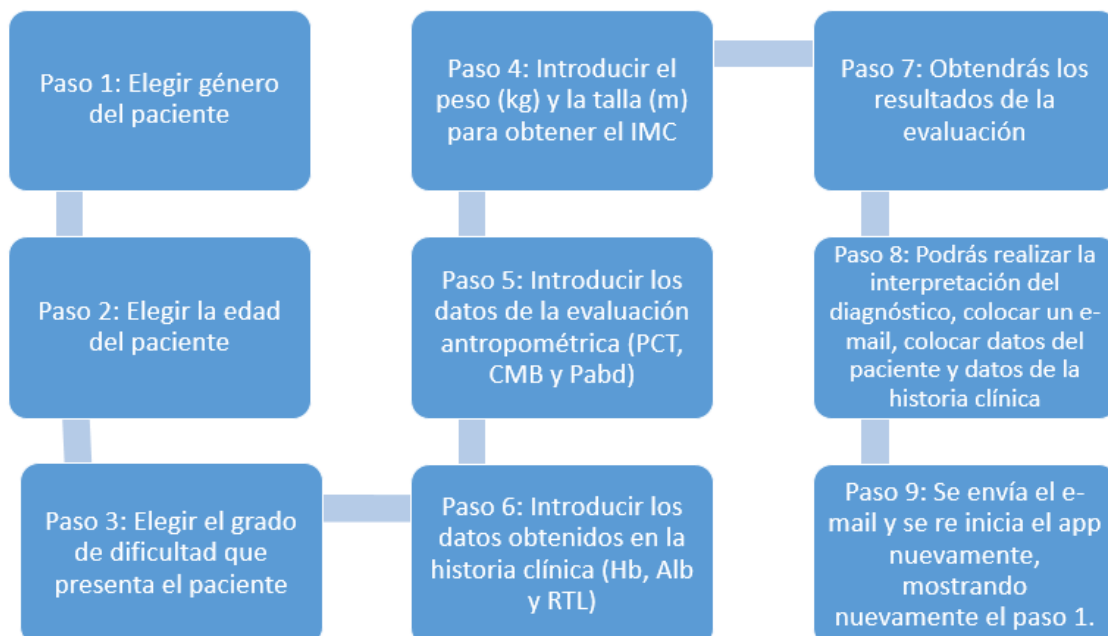 Paso 1: Elegir género
del paciente
Paso 2: Elegir la edad
del paciente
Paso 3: Elegir el grado
de dificultad que
presenta el paciente
Paso 4: Introducir el
peso (kg) y la talla (m)
para obtener el IMC
Paso 5: Introducir los
datos de la evaluación
antropométrica (PCT,
CMB y Pabd)
Paso 6: Introducir los
datos obtenidos en la
historia clínica (Hb, Alb
y RTL)
Paso 7: Obtendrás los
resultados de la
evaluación
Paso 8: Podrás realizar la
interpretación del
diagnóstico, colocar un e-
mail, colocar datos del
paciente y datos de la
historia clínica
Paso 9: Se envía el e-
mail y se re inicia el app
nuevamente,
mostrando
nuevamente el paso 1.